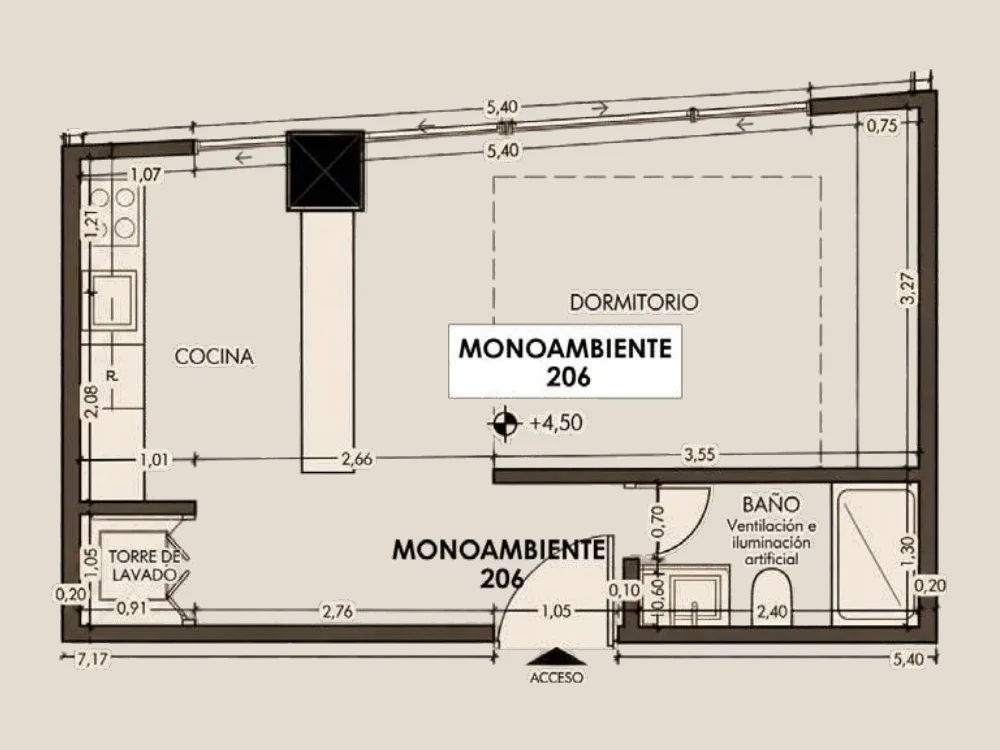 5,40
5,40
0,75
1,07
1,21
3,27
DORMITORIO
MONOAMBIENTE
206
COCINA
R.
2,08
+4,50
1,01
2,66
3,55
BAÑO
Ventilación e
iluminación
artificial
0,70
1,30
MONOAMBIENTE
206
TORRE DE
LAVADO
1,05
0,20
0,91
2,76
1,05
0,10
0,60
2,40
0,20
7,17
5,40
ACCESO